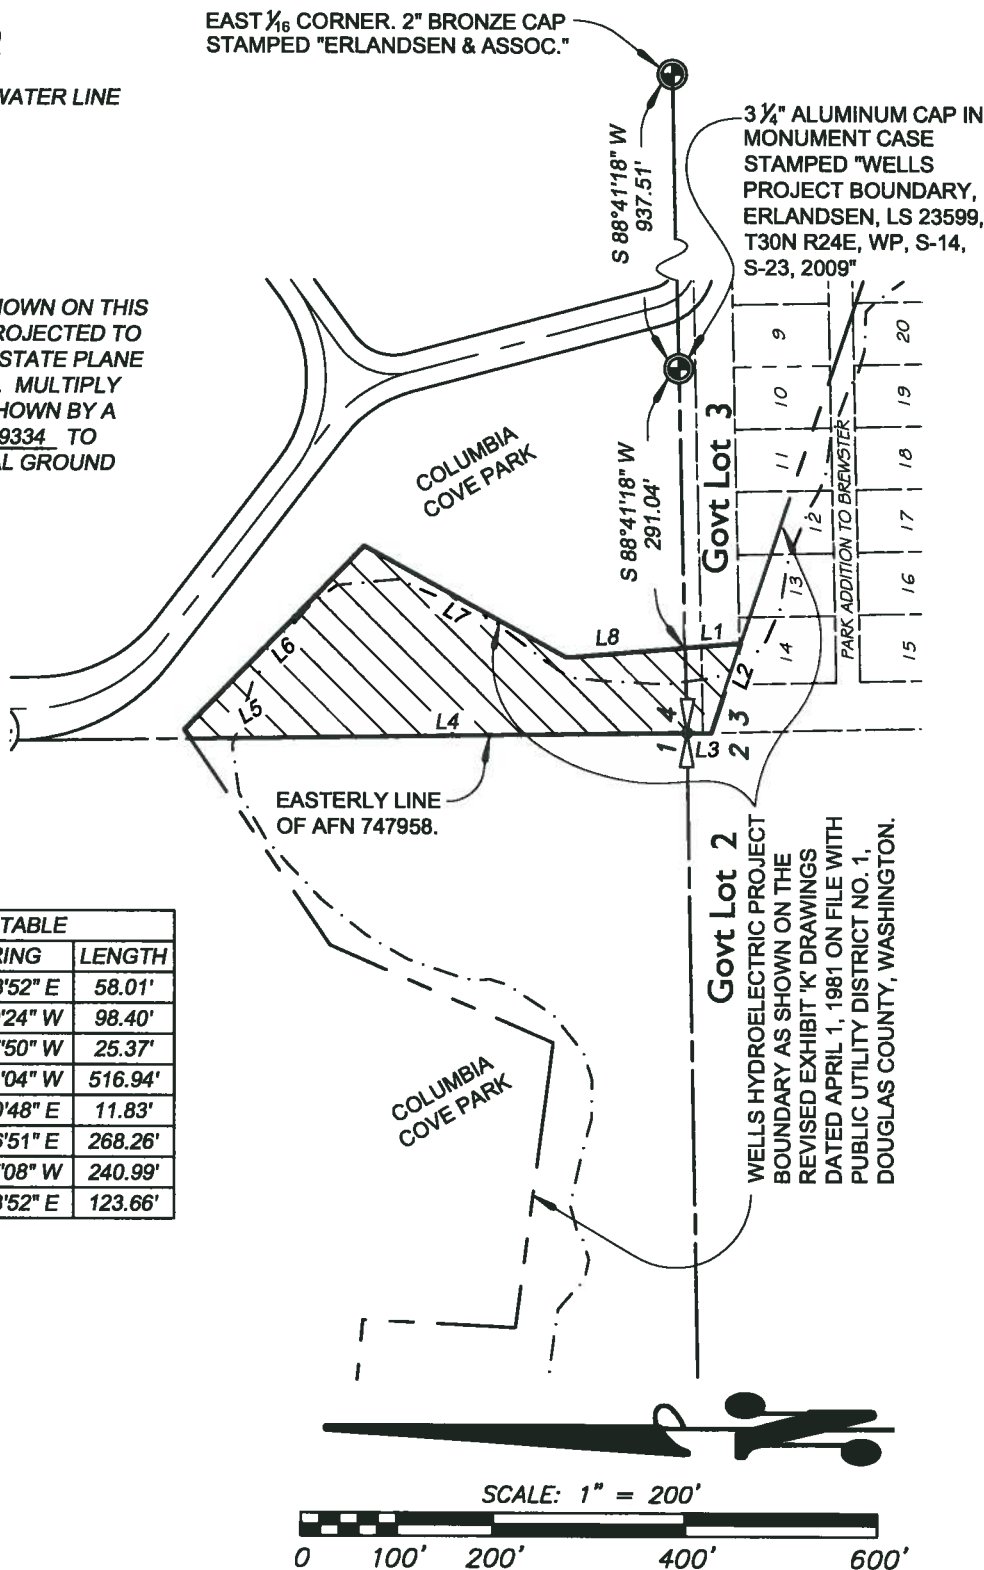 EAST 1/16 CORNER. 2" BRONZE CAP
STAMPED "ERLANDSEN & ASSOC."
WATER LINE
3 1/4" ALUMINUM CAP IN
MONUMENT CASE
STAMPED "WELLS
PROJECT BOUNDARY,
ERLANDSEN, LS 23599,
T30N R24E, WP, S-14,
S-23, 2009"
S 88°41'18" W
937.51'
HOWN ON THIS
ROJECTED TO
STATE PLANE
MULTIPLY
HOWN BY A
9334 TO
AL GROUND
COLUMBIA
COVE PARK
S 88°41'18" W
291.04'
Govt Lot 3
9
10
11
12
13
14
PARK ADDITION TO BREWSTER
20
19
18
17
16
15
L7
L8
L1
L6
L2
L5
L4
4
3
1
L3
2
EASTERLY LINE
OF AFN 747958.
Govt Lot 2
WELLS HYDROELECTRIC PROJECT
BOUNDARY AS SHOWN ON THE
REVISED EXHIBIT 'K' DRAWINGS
DATED APRIL 1, 1981 ON FILE WITH
PUBLIC UTILITY DISTRICT NO. 1,
DOUGLAS COUNTY, WASHINGTON.
TABLE
RING LENGTH
'52" E 58.01'
'24" W 98.40'
'50" W 25.37'
'04" W 516.94'
'48" E 11.83'
'51" E 268.26'
'08" W 240.99'
'52" E 123.66'
COLUMBIA
COVE PARK
SCALE: 1" = 200'
0 100' 200' 400' 600'